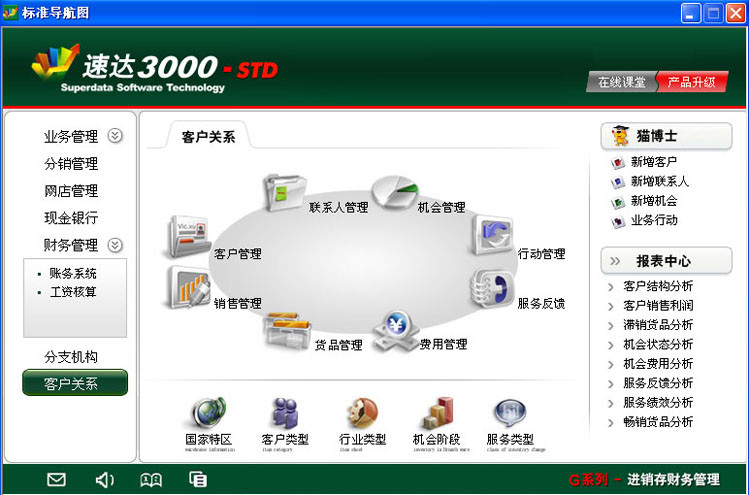 标准导航图
速达3000-STD
Superdata Software Technology
在线课堂 产品升级
业务管理
分销管理
网店管理
现金银行
财务管理
账务系统
工资核算
分支机构
客户关系
客户关系
联系人管理
机会管理
客户管理
行动管理
销售管理
服务反馈
货品管理
费用管理
国家特区
warehouse information
客户类型
item category
行业类型
item sheet
机会阶段
服务类型
class of inventory change
猫博士
新增客户
新增联系人
新增机会
业务行动
报表中心
客户结构分析
客户销售利润
滞销货品分析
机会状态分析
机会费用分析
服务反馈分析
服务绩效分析
畅销货品分析
G系列 - 进销存财务管理